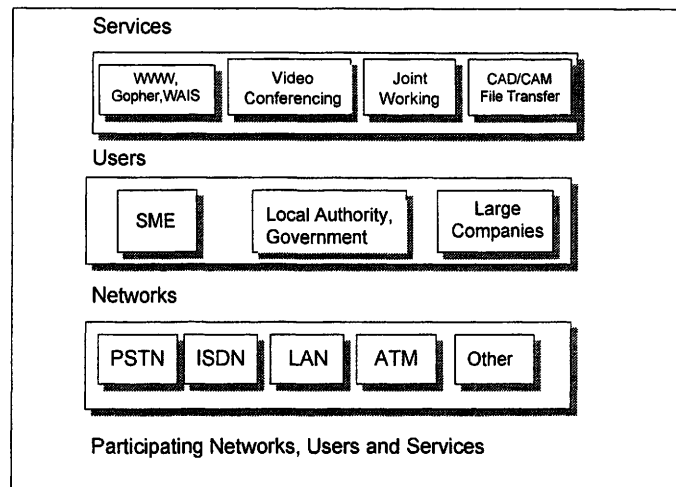 Services
WWW,
Gopher,WAIS
Video
Conferencing
Joint
Working
CAD/CAM
File Transfer
Users
SME
Local Authority,
Government
Large
Companies
Networks
PSTN
ISDN
LAN
ATM
Other
Participating Networks, Users and Services